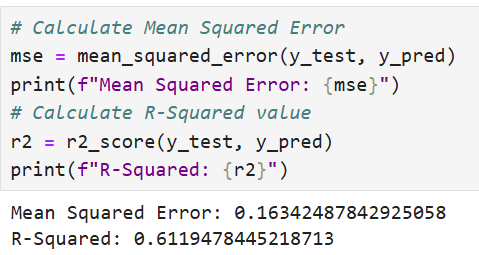 # Calculate Mean Squared Error
mse = mean_squared_error(y_test, y_pred)
print(f"Mean Squared Error: {mse}")
# Calculate R-Squared value
r2 = r2_score(y_test, y_pred)
print(f"R-Squared: {r2}")
Mean Squared Error: 0.16342487842925058
R-Squared: 0.6119478445218713